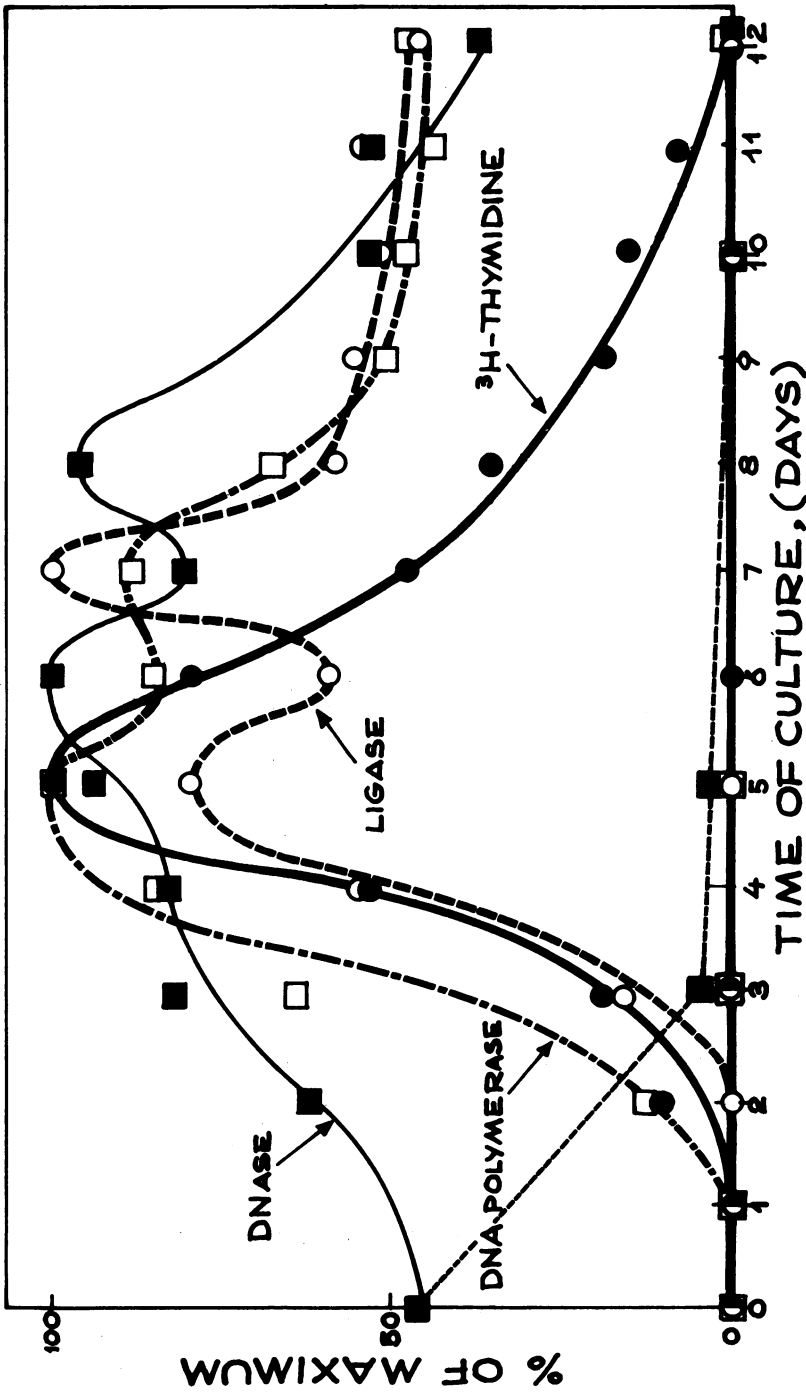 % OF
MAXIMUM
100
50
0
DNASE
DNA POLYMERASE
LIGASE
³H-THYMIDINE
0 1 2 3 4 5 6 7 8 9 10 11 12
TIME OF CULTURE, (DAYS)